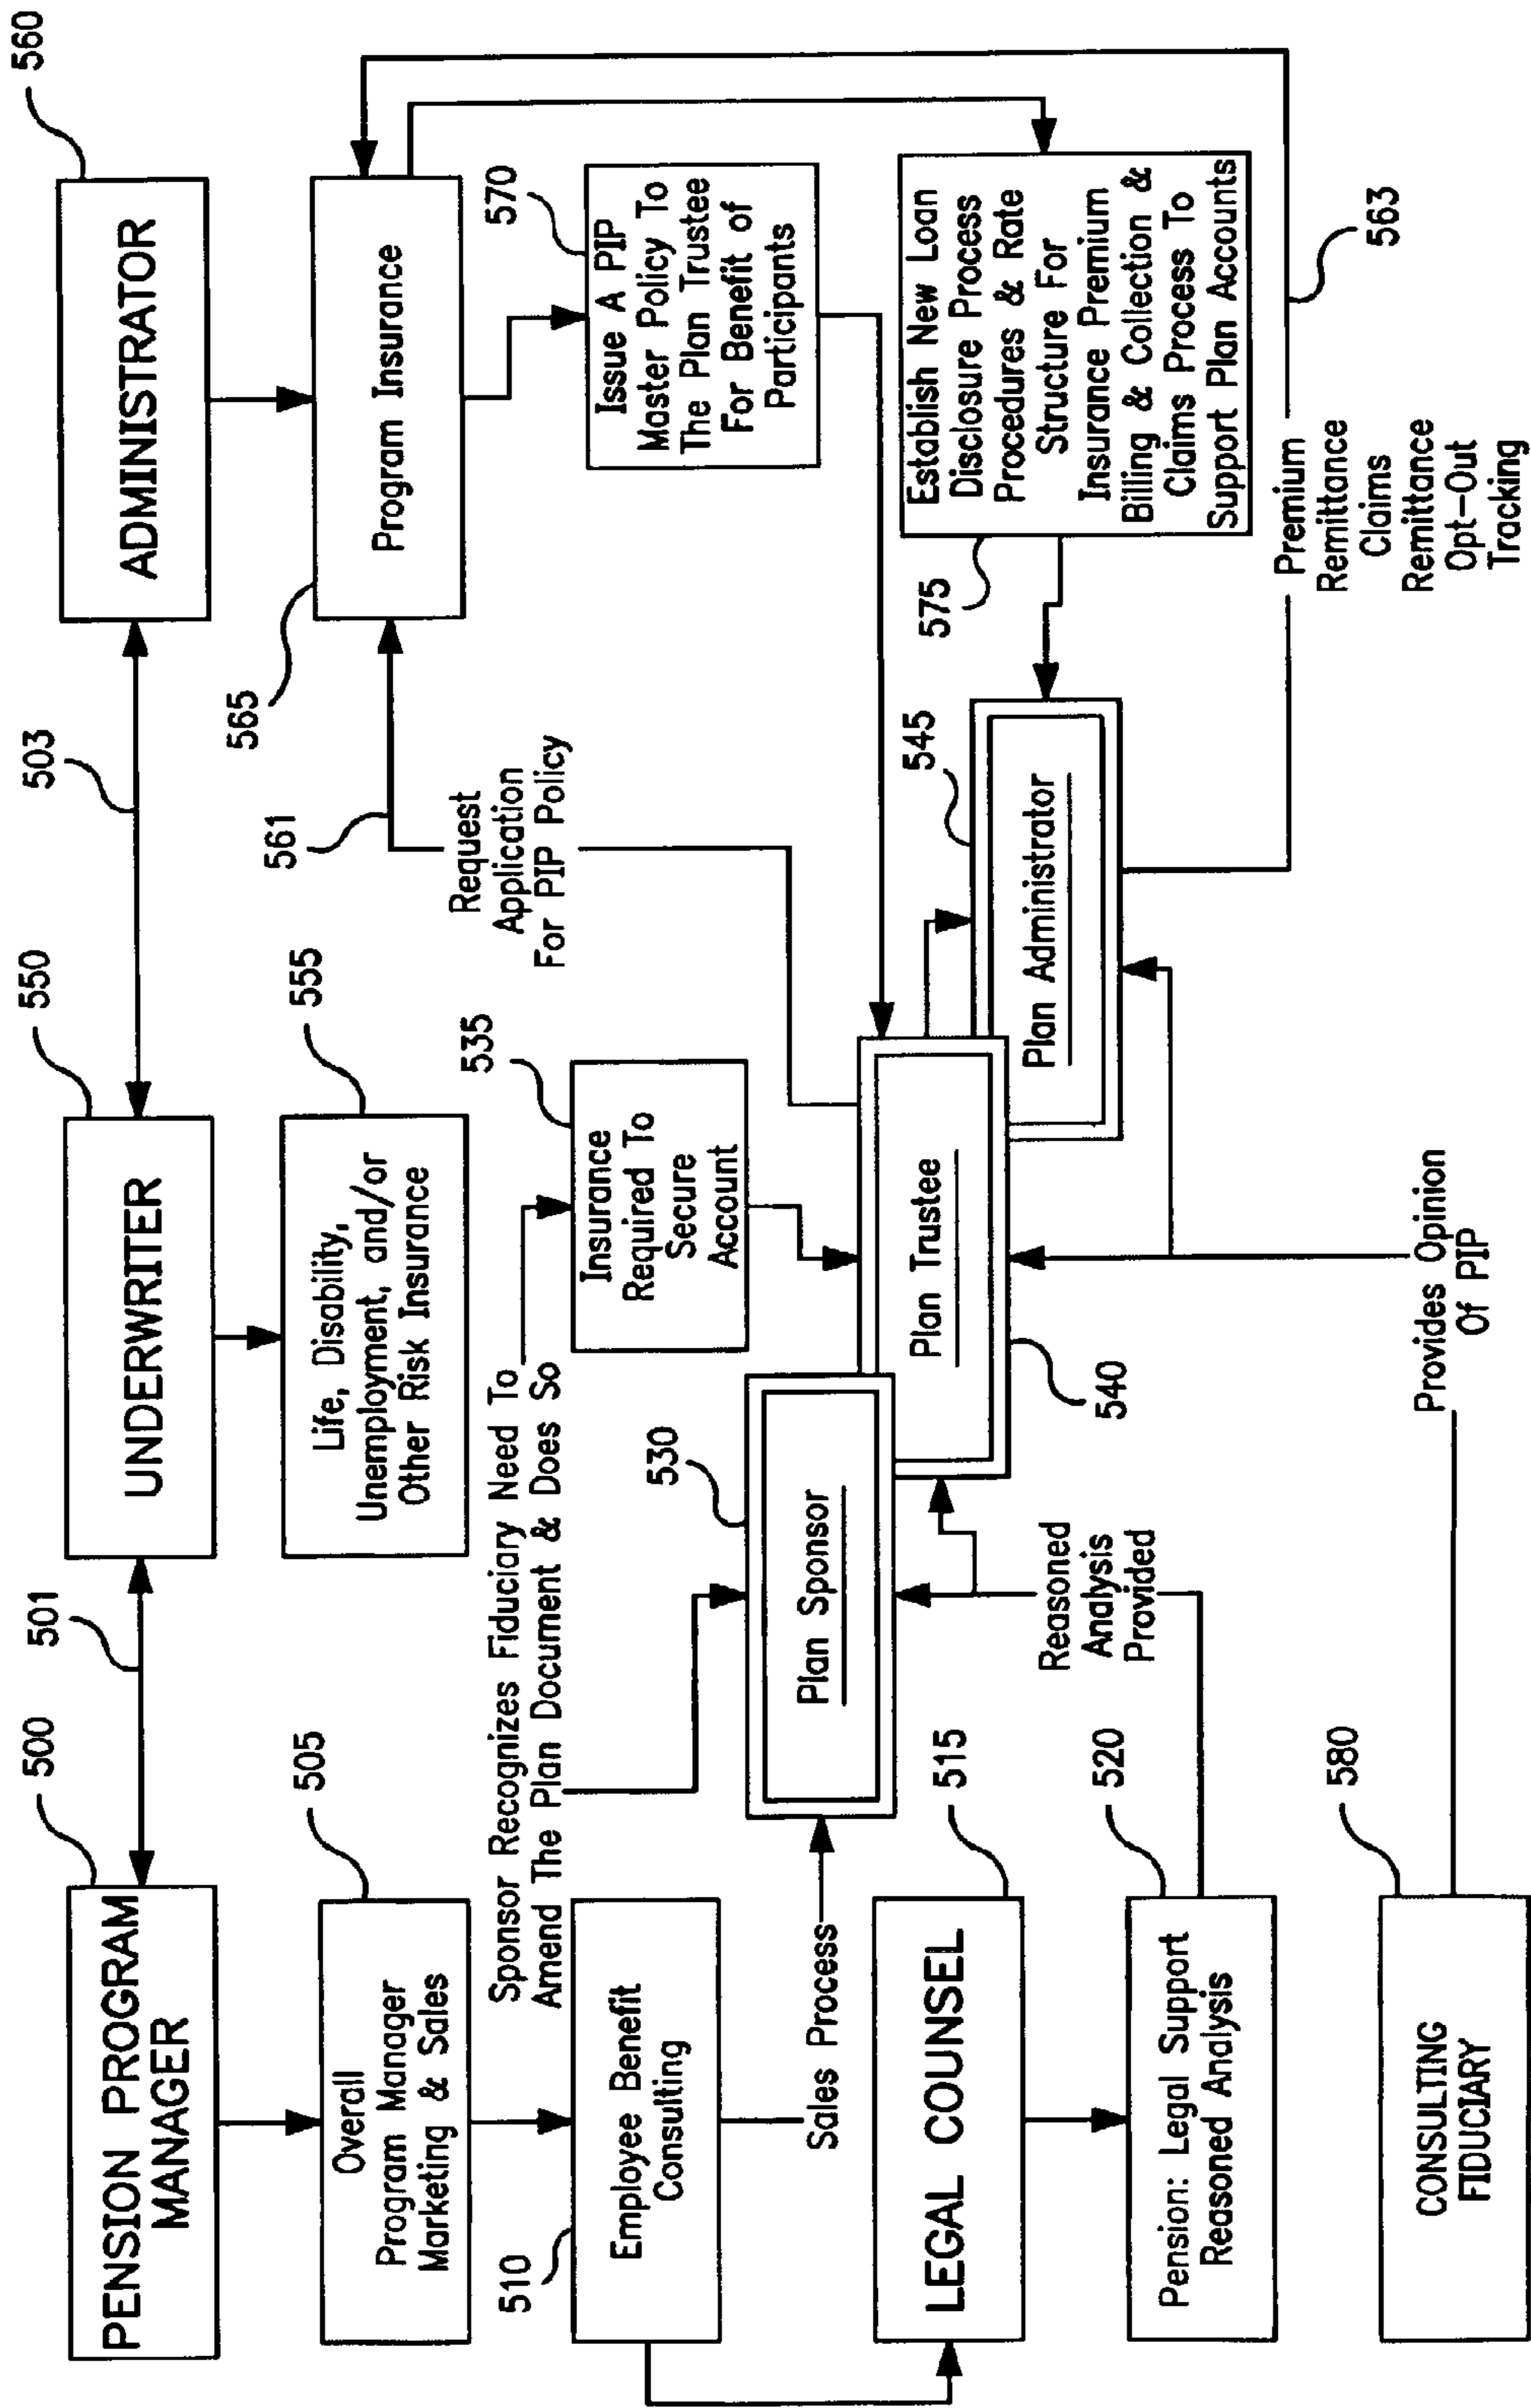 500
PENSION PROGRAM
MANAGER
501
550
UNDERWRITER
503
560
ADMINISTRATOR
505
Overall
Program Manager
Marketing & Sales
555
Life, Disability,
Unemployment, and/or
Other Risk Insurance
565
Program Insurance
561
Request
Application
For PIP Policy
Sponsor Recognizes Fiduciary Need To
Amend The Plan Document & Does So
510
Employee Benefit
Consulting
535
Insurance
Required To
Secure
Account
570
Issue A PIP
Master Policy To
The Plan Trustee
For Benefit of
Participants
Sales Process
530
Plan Sponsor
Plan Trustee
540
545
Plan Administrator
575
Establish New Loan
Disclosure Process
Procedures & Rate
Structure For
Insurance Premium
Billing & Collection &
Claims Process To
Support Plan Accounts
515
LEGAL COUNSEL
Reasoned
Analysis
Provided
520
Pension: Legal Support
Reasoned Analysis
563
Premium
Remittance
Claims
Remittance
Opt-Out
Tracking
580
CONSULTING
FIDUCIARY
Provides Opinion
Of PIP